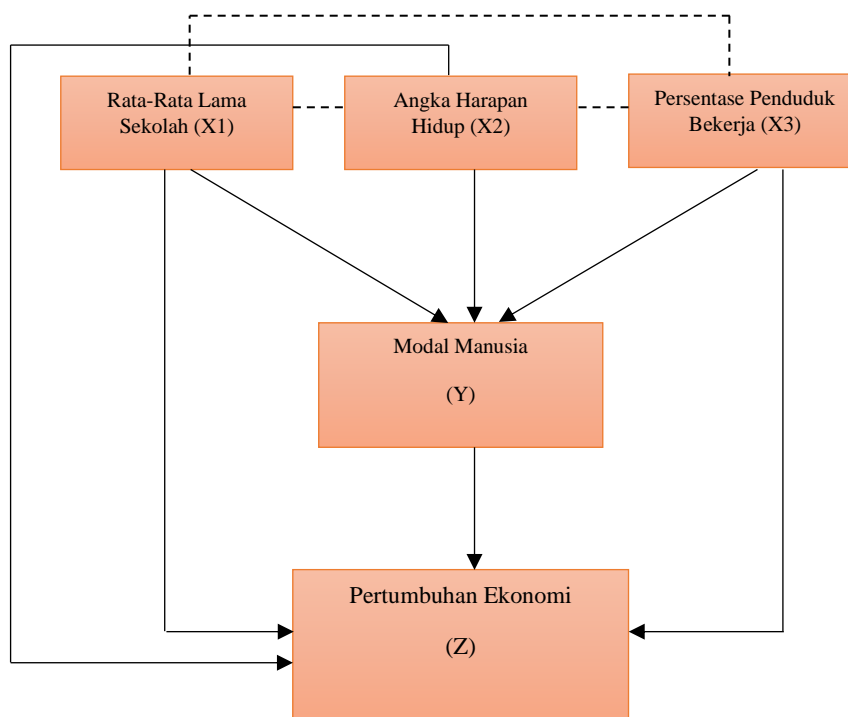 Rata-Rata Lama
Sekolah (X1)
Angka Harapan
Hidup (X2)
Persentase Penduduk
Bekerja (X3)
Modal Manusia
(Y)
Pertumbuhan Ekonomi
(Z)